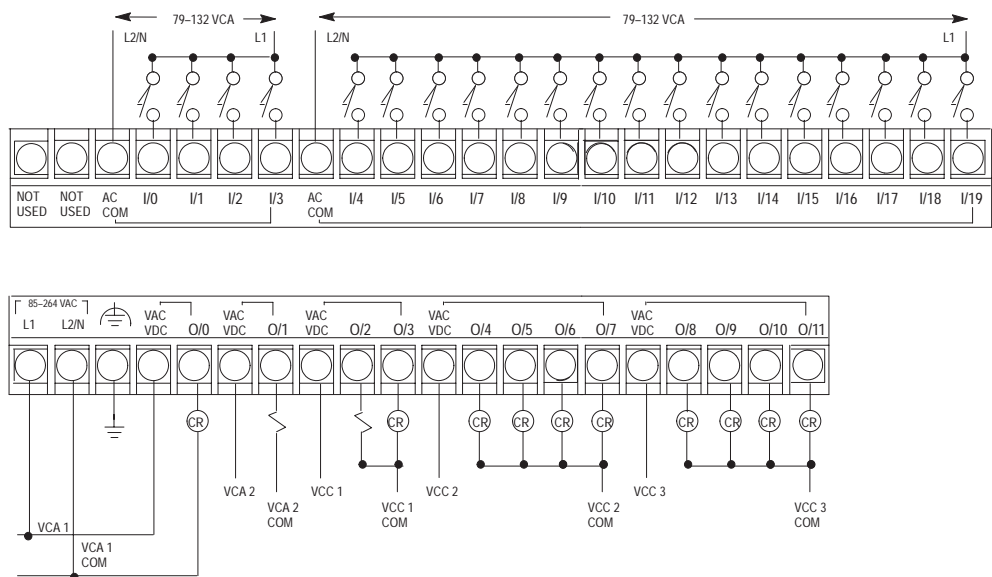 79–132 VCA 79–132 VCA
L2/N L1 L2/N L1
NOT USED NOT USED AC COM I/0 I/1 I/2 I/3 AC COM I/4 I/5 I/6 I/7 I/8 I/9 I/10 I/11 I/12 I/13 I/14 I/15 I/16 I/17 I/18 I/19
85–264 VAC
L1 L2/N VAC VDC O/0 VAC VDC O/1 VAC VDC O/2 O/3 VAC VDC O/4 O/5 O/6 O/7 VAC VDC O/8 O/9 O/10 O/11
CR CR CR CR CR CR CR CR CR CR
VCA 2 VCC 1 VCC 2 VCC 3
VCA 2 COM VCC 1 COM VCC 2 COM VCC 3 COM
VCA 1
VCA 1 COM